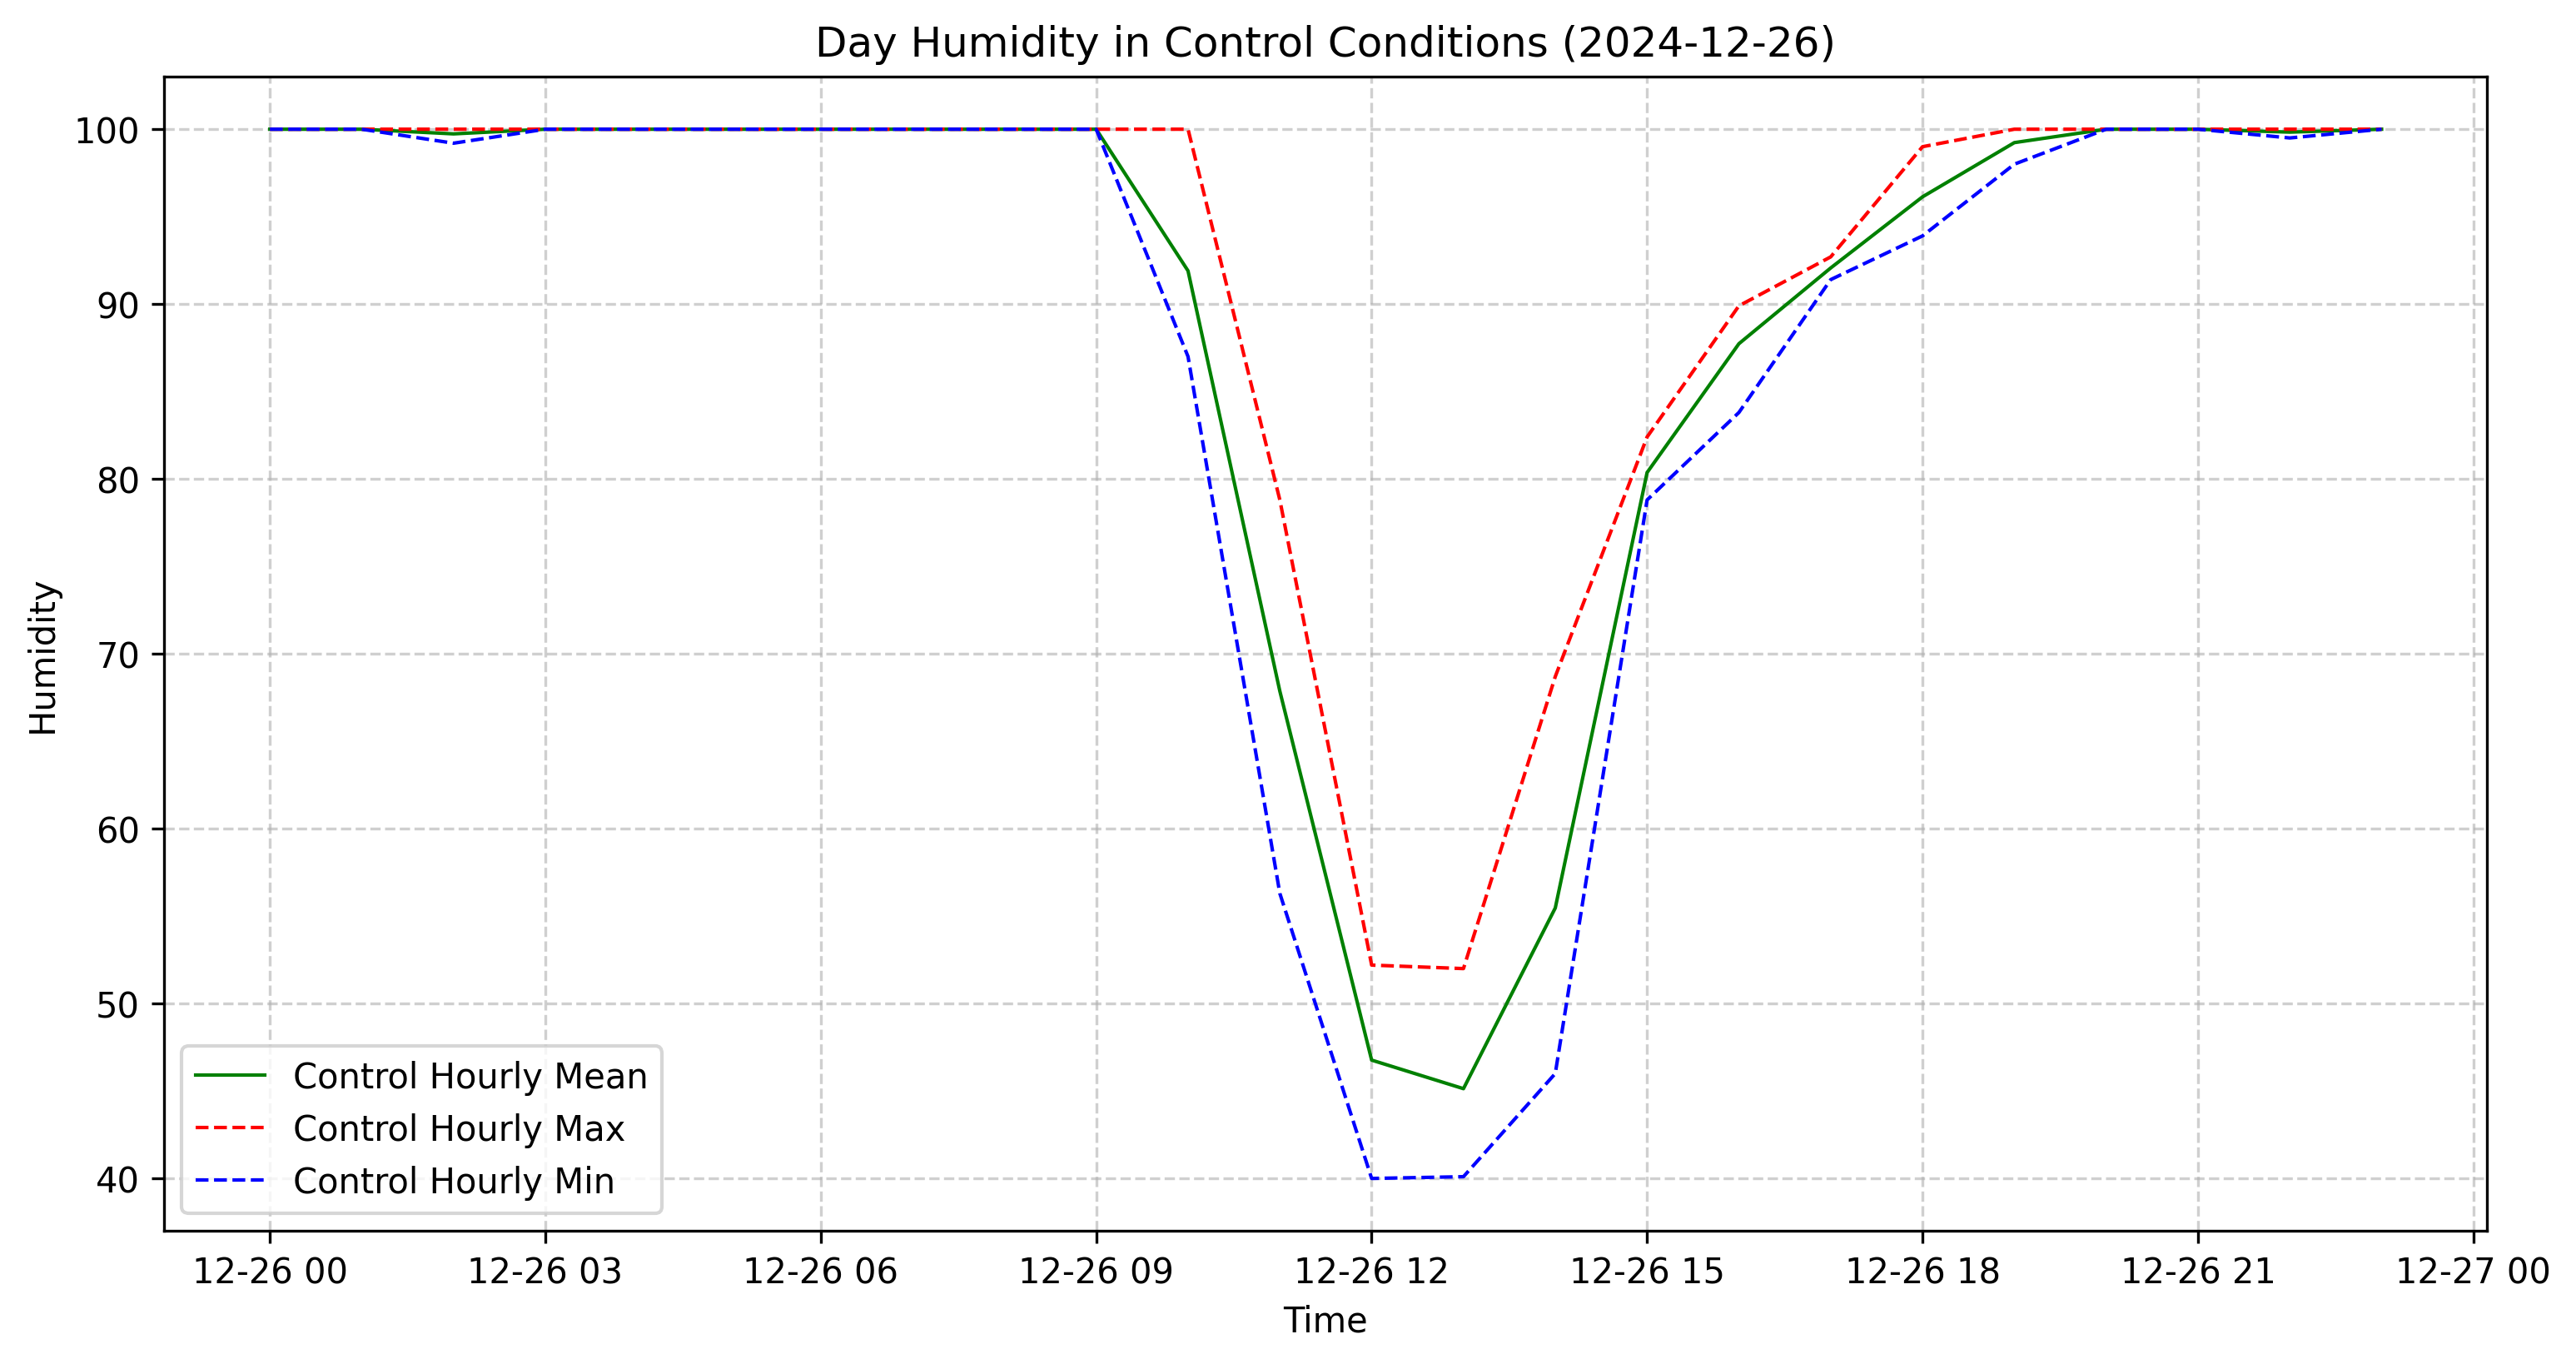 Day Humidity in Control Conditions (2024-12-26)
100
90
80
70
60
50
40
Humidity
Control Hourly Mean
Control Hourly Max
Control Hourly Min
12-26 00 12-26 03 12-26 06 12-26 09 12-26 12 12-26 15 12-26 18 12-26 21 12-27 00
Time